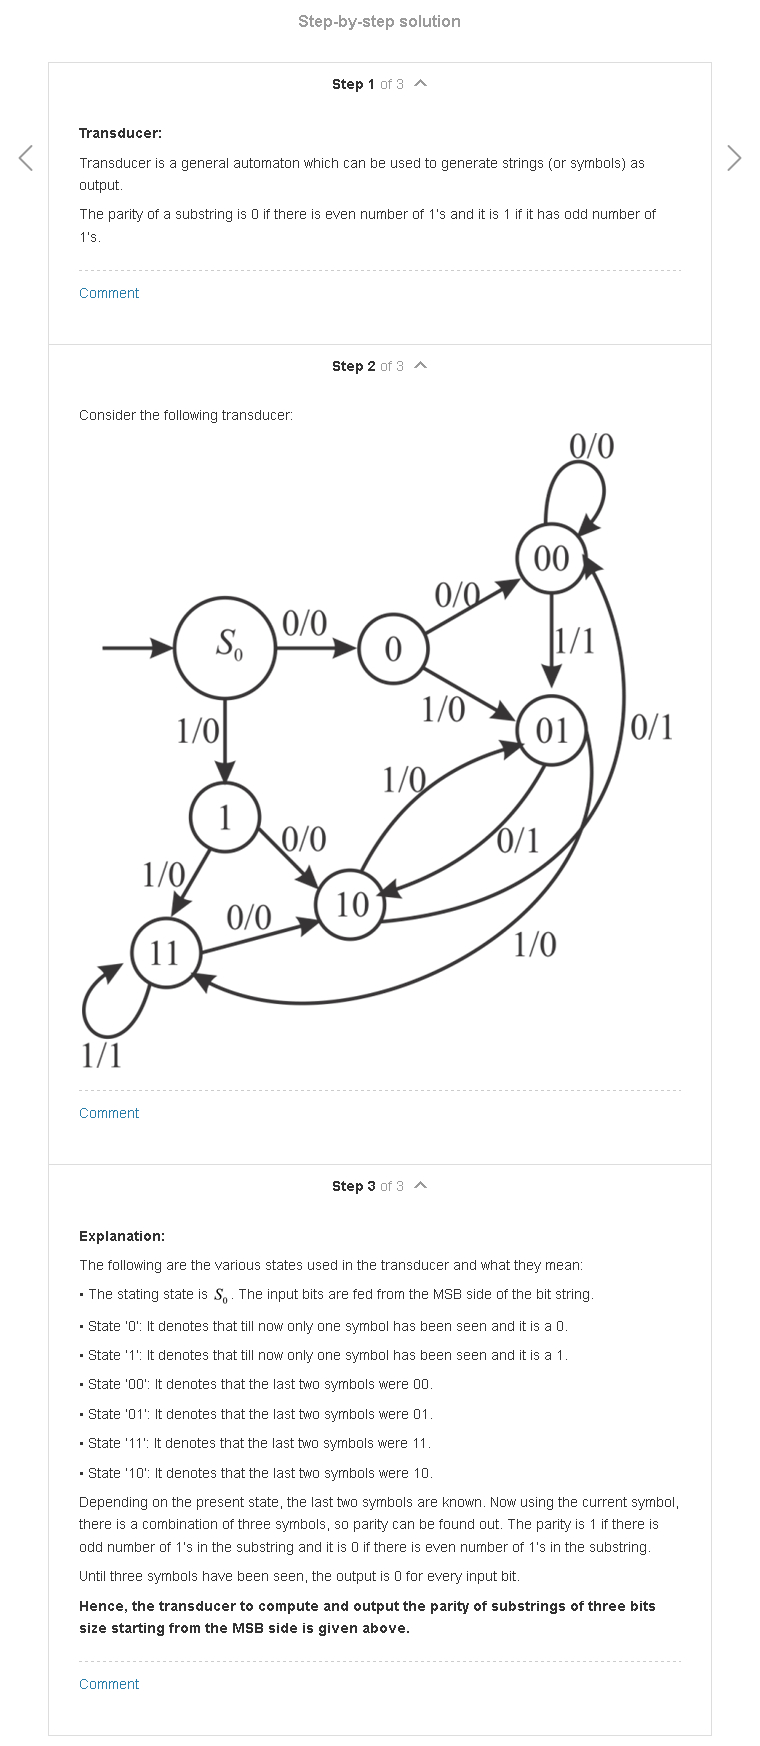 Step-by-step solution
Step 1 of 3
Transducer:
Transducer is a general automaton which can be used to generate strings (or symbols) as
output.
The parity of a substring is 0 if there is even number of 1's and it is 1 if it has odd number of
1's.
Comment
Step 2 of 3
Consider the following transducer:
0/0
00
0/0
0/0
S0
0
1/1
1/0
1/0
01
0/1
1/0
1
0/0
0/1
1/0
10
0/0
1/0
11
1/1
Comment
Step 3 of 3
Explanation:
The following are the various states used in the transducer and what they mean:
• The stating state is S0 . The input bits are fed from the MSB side of the bit string.
• State '0': It denotes that till now only one symbol has been seen and it is a 0.
• State '1': It denotes that till now only one symbol has been seen and it is a 1.
• State '00': It denotes that the last two symbols were 00.
• State '01': It denotes that the last two symbols were 01.
• State '11': It denotes that the last two symbols were 11.
• State '10': It denotes that the last two symbols were 10.
Depending on the present state, the last two symbols are known. Now using the current symbol,
there is a combination of three symbols, so parity can be found out. The parity is 1 if there is
odd number of 1's in the substring and it is 0 if there is even number of 1's in the substring.
Until three symbols have been seen, the output is 0 for every input bit.
Hence, the transducer to compute and output the parity of substrings of three bits
size starting from the MSB side is given above.
Comment